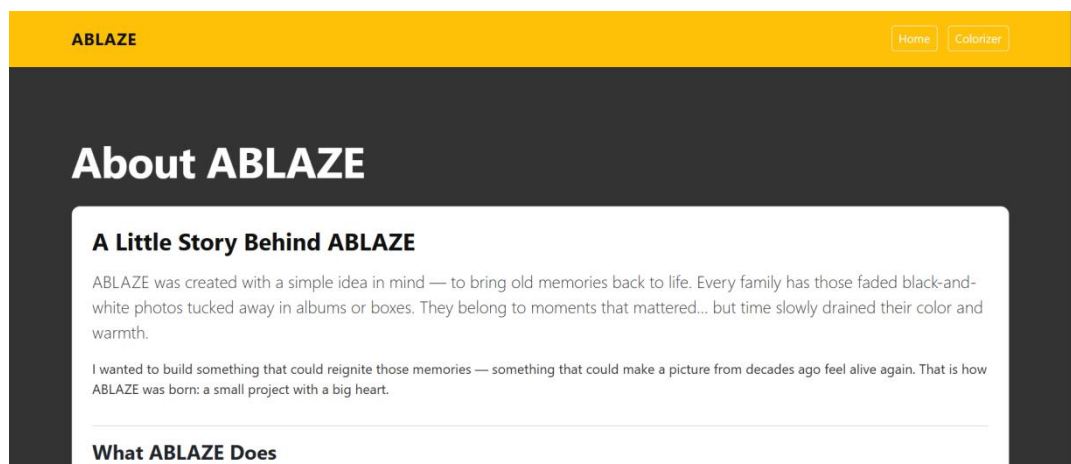 ABLAZE
Home
Colorizer
About ABLAZE
A Little Story Behind ABLAZE
ABLAZE was created with a simple idea in mind — to bring old memories back to life. Every family has those faded black-and-
white photos tucked away in albums or boxes. They belong to moments that mattered... but time slowly drained their color and
warmth.
I wanted to build something that could reignite those memories — something that could make a picture from decades ago feel alive again. That is how
ABLAZE was born: a small project with a big heart.
What ABLAZE Does